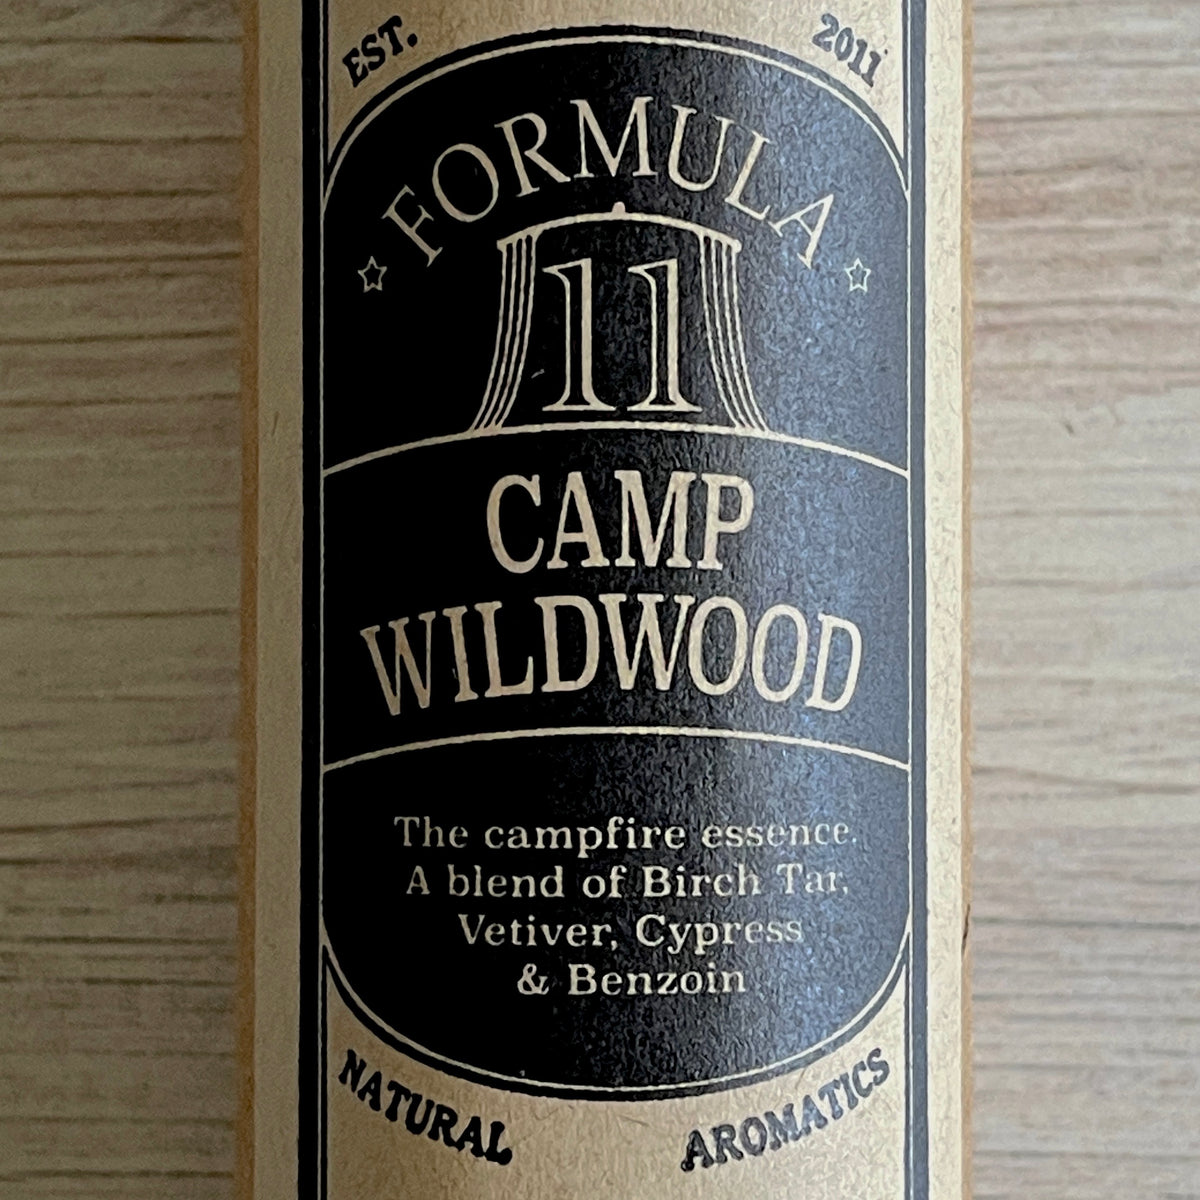 EST. 2011
FORMULA
11
CAMP
WILDWOOD
The campfire essence.
A blend of Birch Tar,
Vetiver, Cypress
& Benzoin
NATURAL AROMATICS